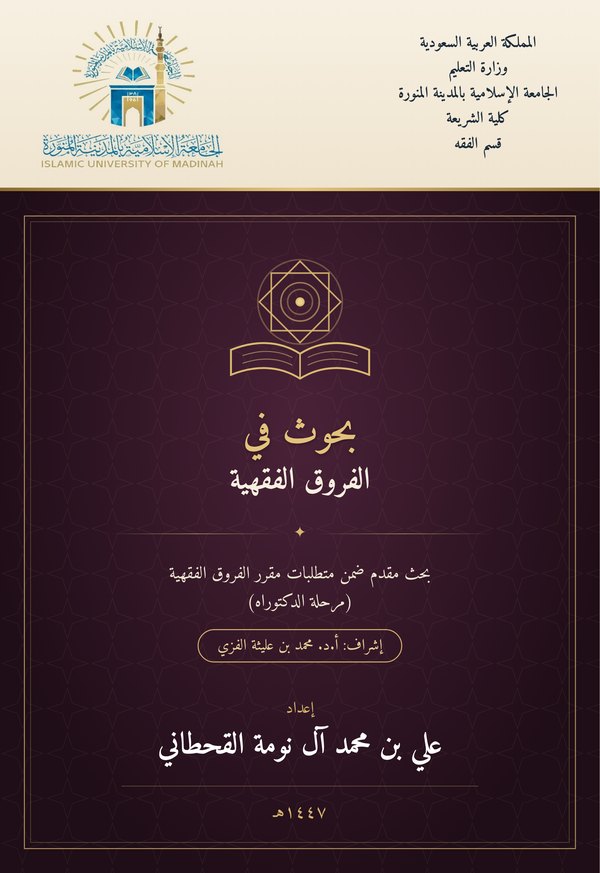 المملكة العربية السعودية
وزارة التعليم
الجامعة الإسلامية بالمدينة المنورة
كلية الشريعة
قسم الفقه
الجامعة الإسلامية بالمدينة المنورة
ISLAMIC UNIVERSITY OF MADINAH
بحوث في
الفروق الفقهية
بحث مقدم ضمن متطلبات مقرر الفروق الفقهية
(مرحلة الدكتوراه)
إشراف: أ.د. محمد بن عليثة الفزي
إعداد
علي بن محمد آل نومة القحطاني
١٤٤٧هـ